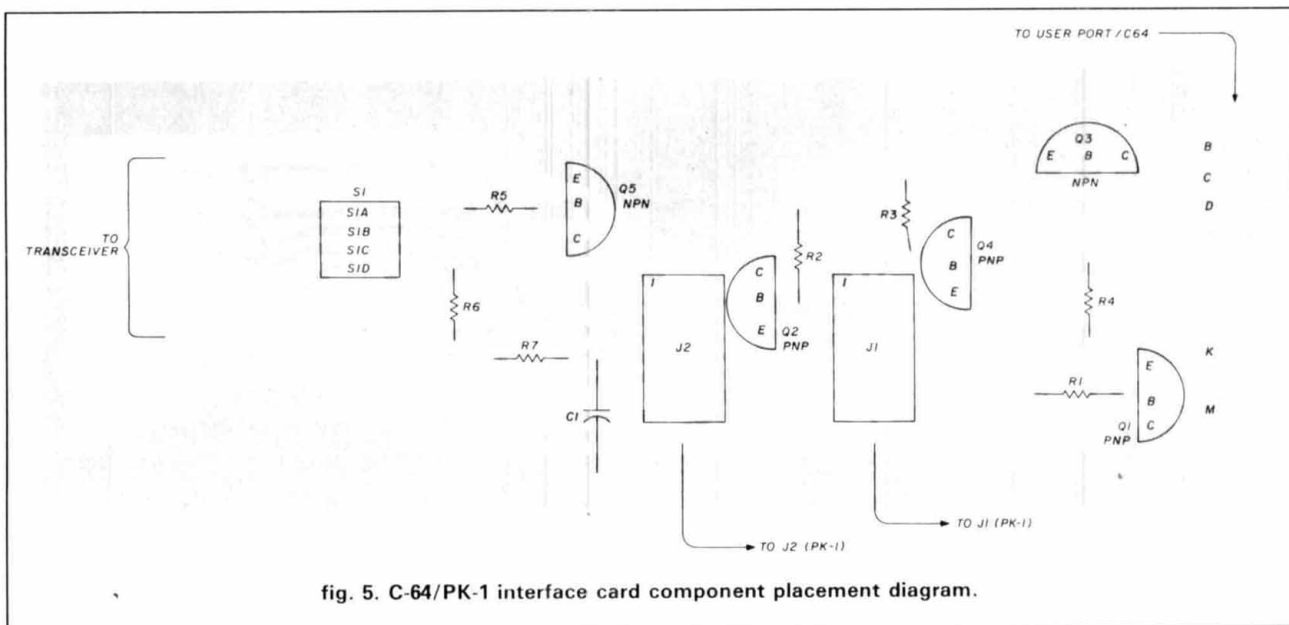 TO USER PORT/C64
TO
TRANSCEIVER
S1
S1A
S1B
S1C
S1D
R5
E
B
C
Q5
NPN
R6
R7
C1
1
J2
C
B
E
Q2
PNP
R2
R3
1
J1
C
B
E
Q4
PNP
Q3
E B C
NPN
R4
R1
E
B
C
Q1
PNP
B
C
D
K
M
TO J2 (PK-1)
TO J1 (PK-1)
fig. 5. C-64/PK-1 interface card component placement diagram.